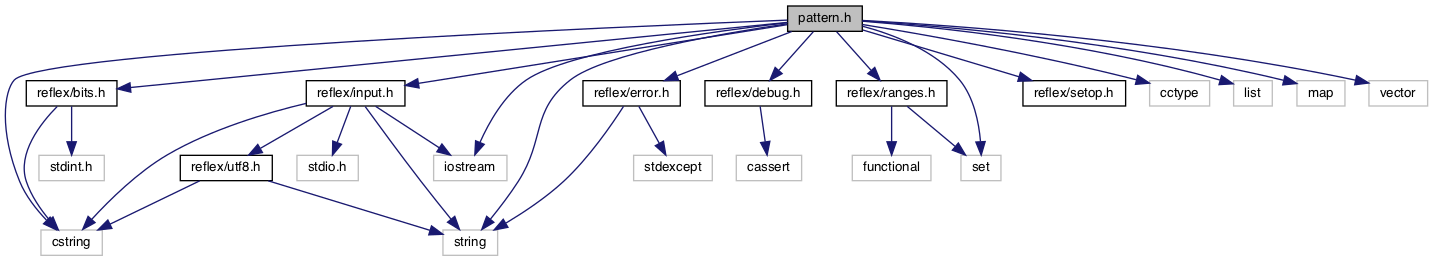 pattern.h
reflex/bits.h
reflex/input.h
reflex/error.h
reflex/debug.h
reflex/ranges.h
reflex/setop.h
cctype
list
map
vector
stdint.h
reflex/utf8.h
stdio.h
iostream
stdexcept
cassert
functional
set
cstring
string